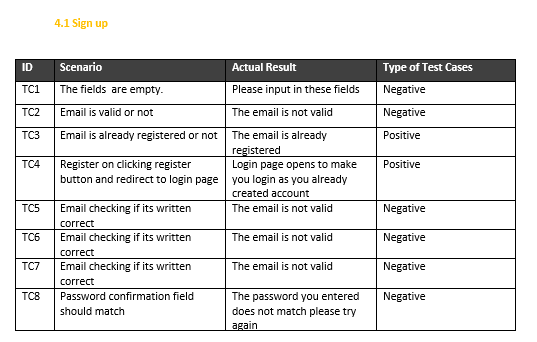 4.1 Sign up
ID Scenario Actual Result Type of Test Cases
TC1 The fields are empty. Please input in these fields Negative
TC2 Email is valid or not The email is not valid Negative
TC3 Email is already registered or not The email is already Positive
registered
TC4 Register on clicking register Login page opens to make Positive
button and redirect to login page you login as you already
created account
TC5 Email checking if its written The email is not valid Negative
correct
TC6 Email checking if its written The email is not valid Negative
correct
TC7 Email checking if its written The email is not valid Negative
correct
TC8 Password confirmation field The password you entered Negative
should match does not match please try
again